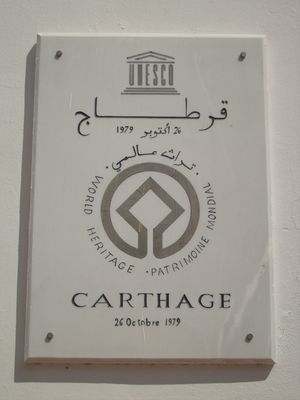 UNESCO
قرطاج
26 أكتوبر 1979
· تراث عالمي ·
WORLD HERITAGE · PATRIMOINE MONDIAL
CARTHAGE
26 Octobre 1979